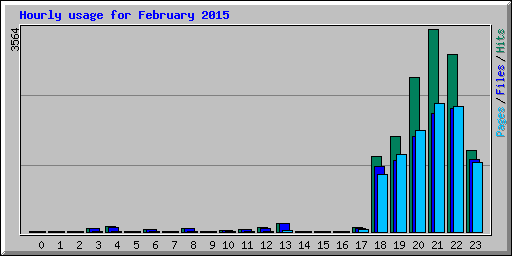 Hourly usage for February 2015
3564
Pages / Files / Hits
0 1 2 3 4 5 6 7 8 9 10 11 12 13 14 15 16 17 18 19 20 21 22 23